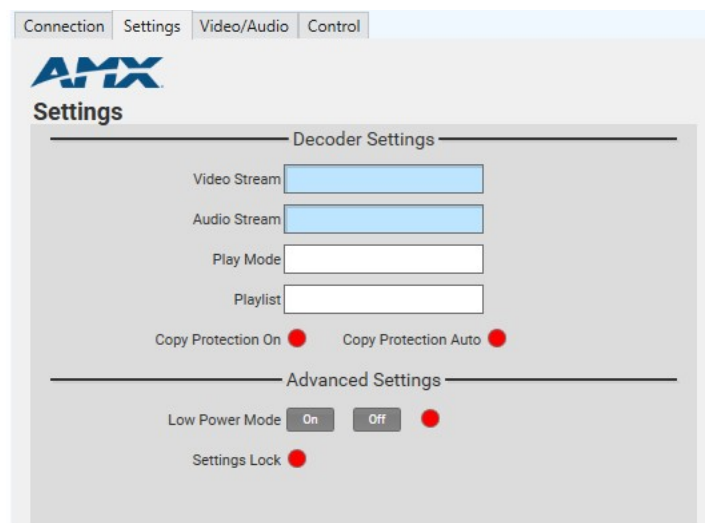 Connection Settings Video/Audio Control
AMX
Settings
Decoder Settings
Video Stream
Audio Stream
Play Mode
Playlist
Copy Protection On Copy Protection Auto
Advanced Settings
Low Power Mode On Off
Settings Lock